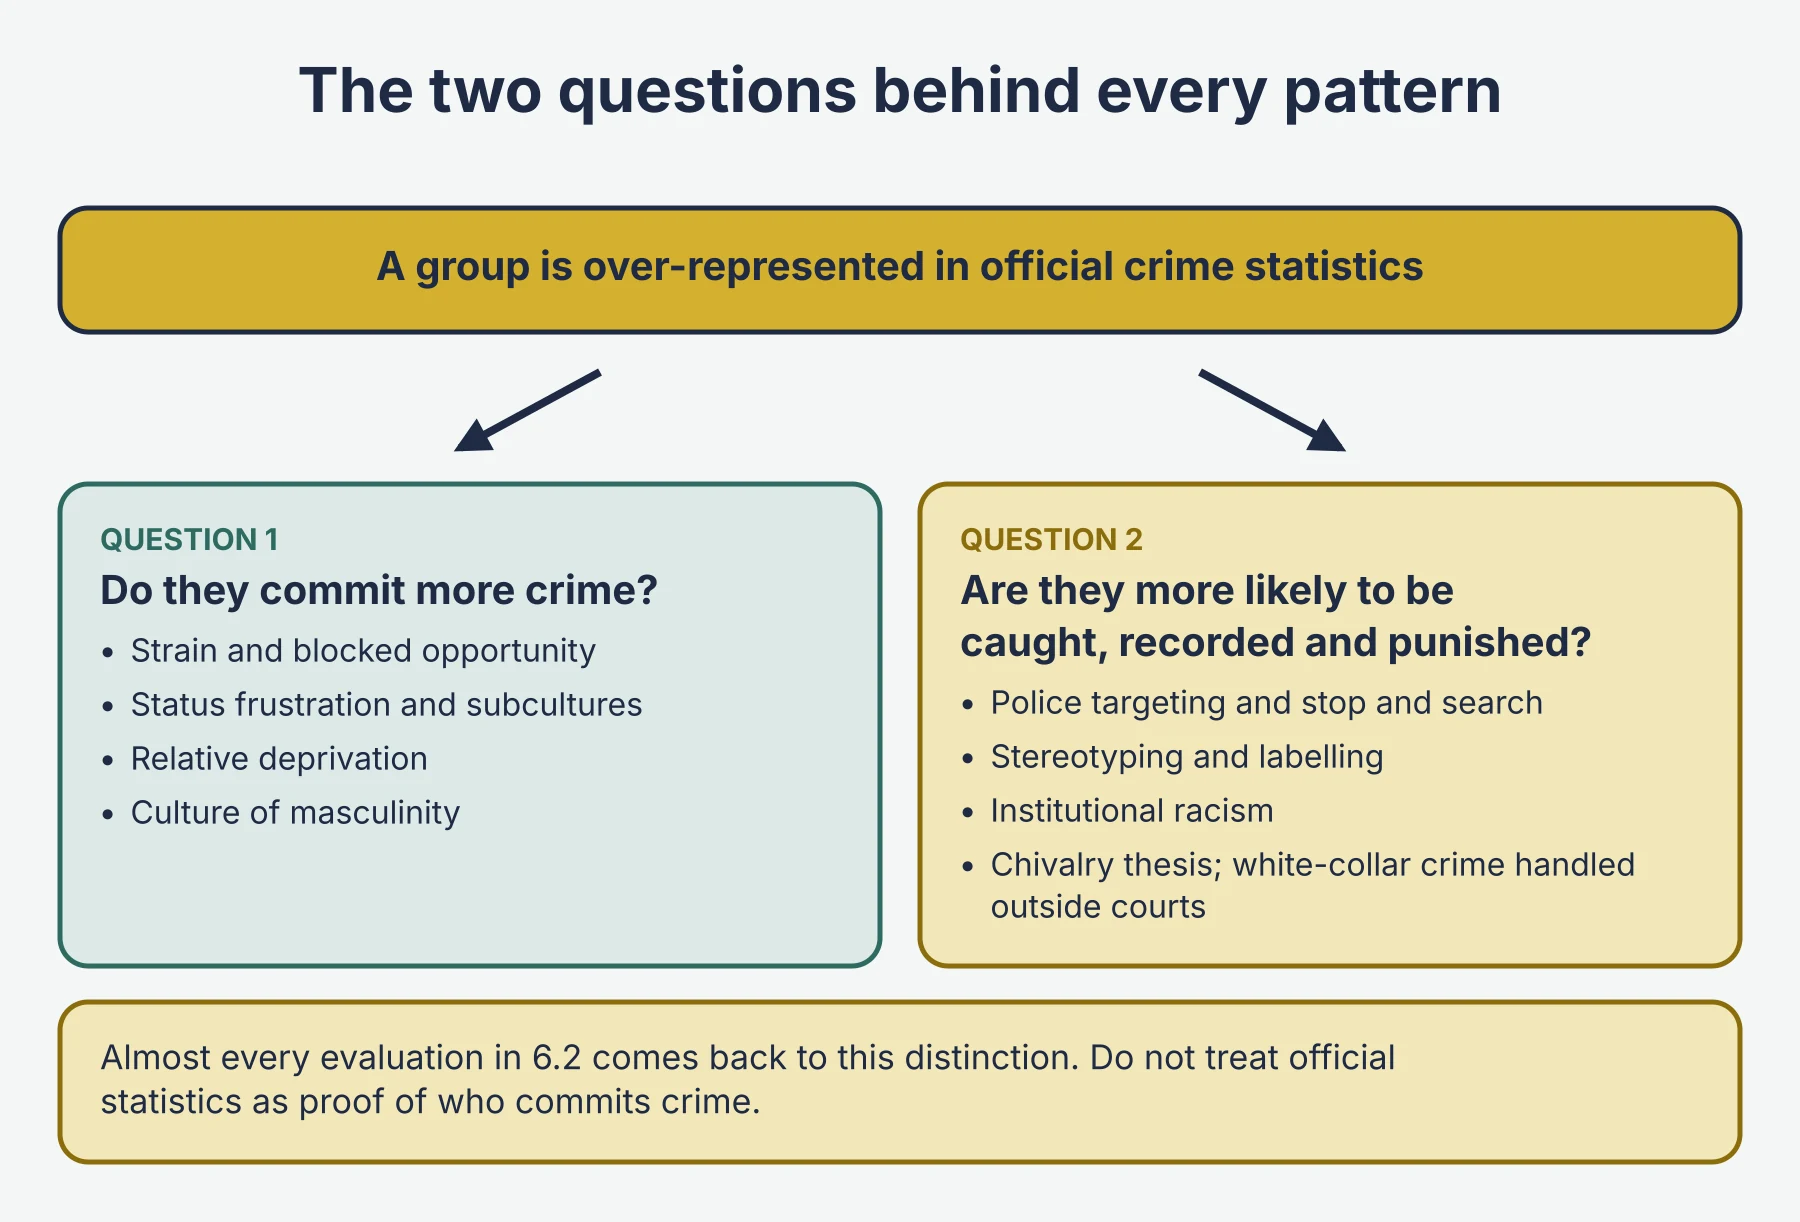 The two questions behind every pattern
A group is over-represented in official crime statistics
QUESTION 1
Do they commit more crime?
• Strain and blocked opportunity
• Status frustration and subcultures
• Relative deprivation
• Culture of masculinity
QUESTION 2
Are they more likely to be
caught, recorded and punished?
• Police targeting and stop and search
• Stereotyping and labelling
• Institutional racism
• Chivalry thesis; white-collar crime handled
outside courts
Almost every evaluation in 6.2 comes back to this distinction. Do not treat official
statistics as proof of who commits crime.